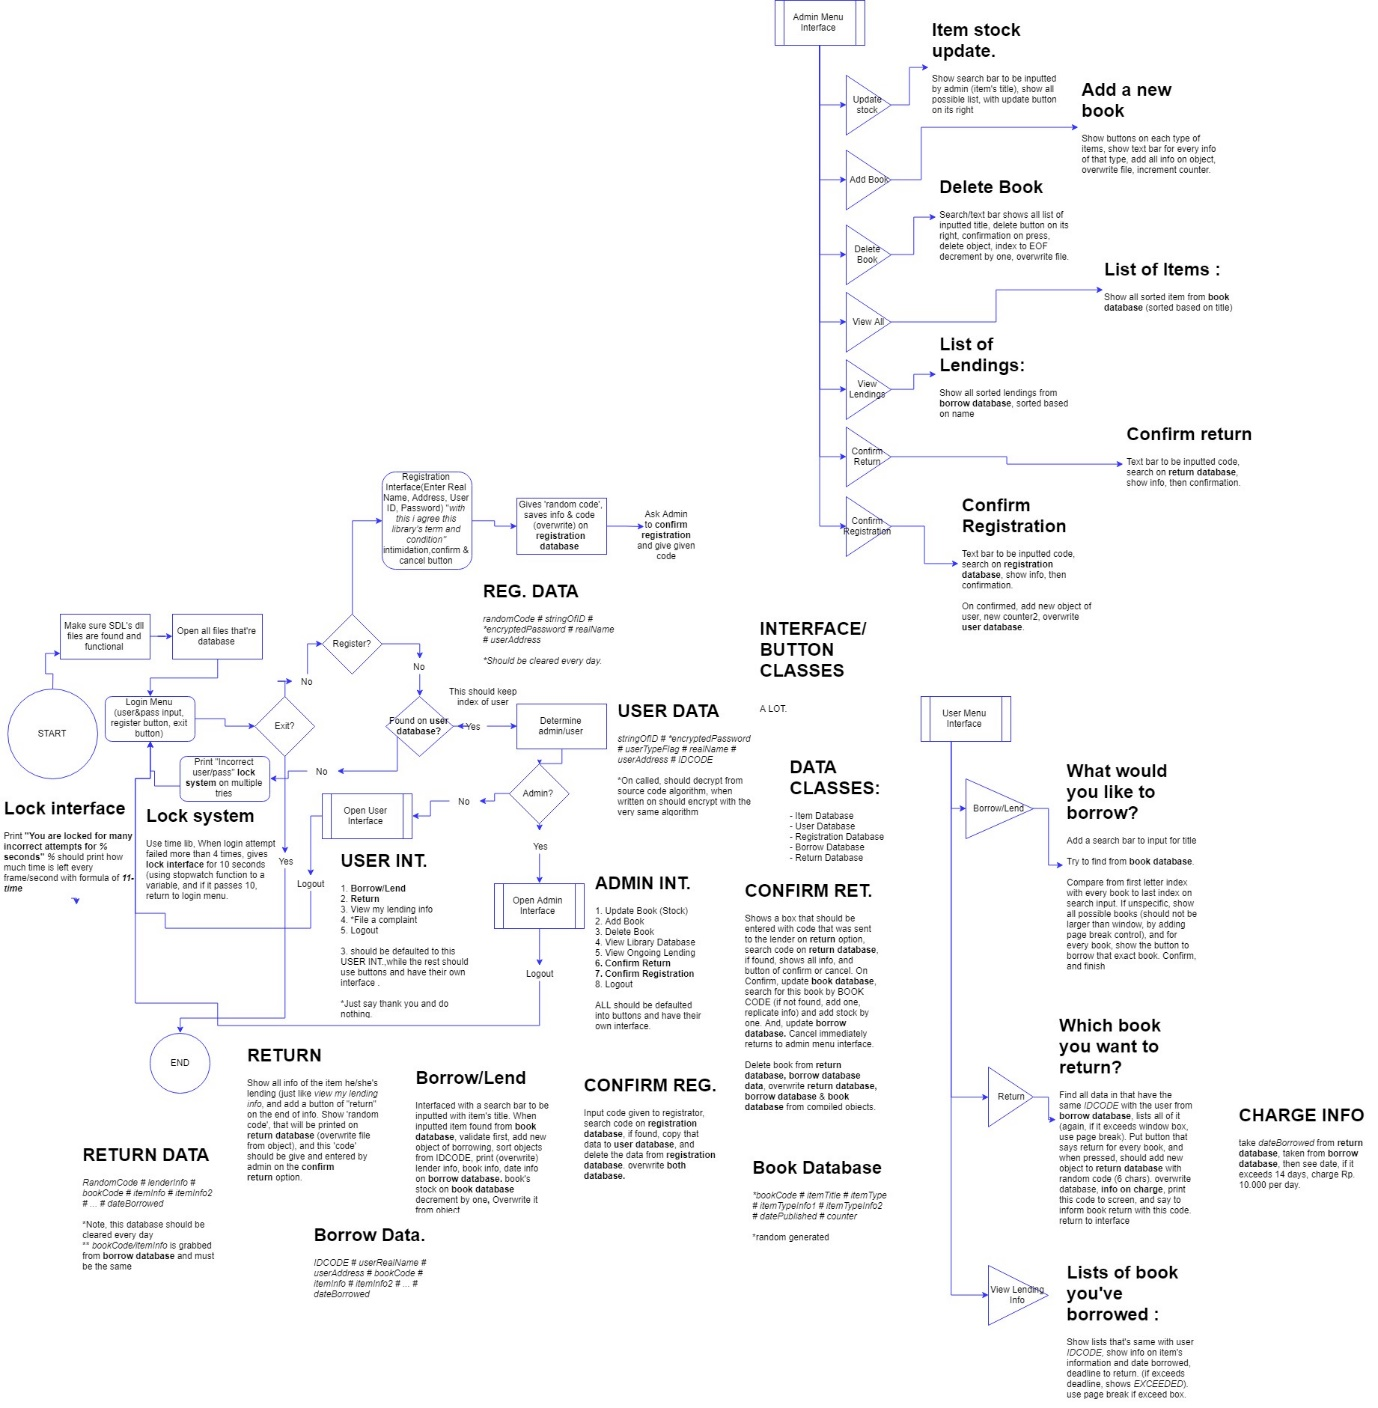 Admin Menu
Interface
Item stock
update.
Show search bar to be inputted
by admin (item's title), show all
possible list, with update button
on its right
Update
stock
Add a new
book
Show buttons on each type of
items, show text bar for every info
of that type, add all info on object,
overwrite file, increment counter.
Add Book
Delete Book
Search/text bar shows all list of
inputted title, delete button on its
right, confirmation on press,
delete object, index to EOF
decrement by one, overwrite file.
Delete
Book
List of Items :
Show all sorted item from book
database (sorted based on title)
View All
List of
Lendings:
Show all sorted lendings from
borrow database, sorted based
on name
View
Lendings
Confirm return
Text bar to be inputted code,
search on return database,
show info, then confirmation.
Confirm
Return
Confirm
Registration
Text bar to be inputted code,
search on registration
database, show info, then
confirmation.
On confirmed, add new object of
user, new counter2, overwrite
user database.
Confirm
Registration
Registration
Interface(Enter Real
Name, Address, User
ID, Password) "with
this i agree this
library's term and
condition"
intimidation,confirm &
cancel button
Gives 'random code',
saves info & code
(overwrite) on
registration
database
Ask Admin
to confirm
registration
and give given
code
REG. DATA
randomCode # stringOfID #
*encryptedPassword # realName
# userAddress
*Should be cleared every day.
Make sure SDL's dll
files are found and
functional
Open all files that're
database
START
Login Menu
(user&pass input,
register button, exit
button)
Exit?
No
Register?
No
Found on user
database?
This should keep
index of user
Yes
Determine
admin/user
Admin?
No
Yes
No
Print "Incorrect
user/pass" lock
system on multiple
tries
Open User
Interface
Logout
Yes
USER DATA
stringOfID # *encryptedPassword
# userTypeFlag # realName #
userAddress # IDCODE
*On called, should decrypt from
source code algorithm, when
written on should encrypt with the
very same algorithm
INTERFACE/
BUTTON
CLASSES
A LOT.
DATA
CLASSES:
- Item Database
- User Database
- Registration Database
- Borrow Database
- Return Database
Lock interface
Print "You are locked for many
incorrect attempts for %
seconds" % should print how
much time is left every
frame/second with formula of 11-
time
Lock system
Use time lib, When login attempt
failed more than 4 times, gives
lock interface for 10 seconds
(using stopwatch function to a
variable, and if it passes 10,
return to login menu.
USER INT.
1. Borrow/Lend
2. Return
3. View my lending info
4. *File a complaint
5. Logout
3. should be defaulted to this
USER INT.,while the rest should
use buttons and have their own
interface .
*Just say thank you and do
nothing.
Open Admin
Interface
Logout
ADMIN INT.
1. Update Book (Stock)
2. Add Book
3. Delete Book
4. View Library Database
5. View Ongoing Lending
6. Confirm Return
7. Confirm Registration
8. Logout
ALL should be defaulted
into buttons and have their
own interface.
CONFIRM RET.
Shows a box that should be
entered with code that was sent
to the lender on return option,
search code on return database,
if found, shows all info, and
button of confirm or cancel. On
Confirm, update book database,
search for this book by BOOK
CODE (if not found, add one,
replicate info) and add stock by
one. And, update borrow
database. Cancel immediately
returns to admin menu interface.
Delete book from return
database, borrow database
data, overwrite return database,
borrow database & book
database from compiled objects.
END
RETURN
Show all info of the item he/she's
lending (just like view my lending
info, and add a button of "return"
on the end of info. Show 'random
code', that will be printed on
return database (overwrite file
from object), and this 'code'
should be give and entered by
admin on the confirm
return option.
Borrow/Lend
Interfaced with a search bar to be
inputted with item's title. When
inputted item found from book
database, validate first, add new
object of borrowing, sort objects
from IDCODE, print (overwrite)
lender info, book info, date info
on borrow database. book's
stock on book database
decrement by one, Overwrite it
from object
CONFIRM REG.
Input code given to registrator,
search code on registration
database, if found, copy that
data to user database, and
delete the data from registration
database. overwrite both
database.
RETURN DATA
RandomCode # lenderInfo #
bookCode # itemInfo # itemInfo2
# ... # dateBorrowed
*Note, this database should be
cleared every day
** bookCode/itemInfo is grabbed
from borrow database and must
be the same
Borrow Data.
IDCODE # userRealName #
userAddress # bookCode #
itemInfo # itemInfo2 # ... #
dateBorrowed
Book Database
*bookCode # itemTitle # itemType
# itemTypeInfo1 # itemTypeInfo2
# datePublished # counter
*random generated
User Menu
Interface
Borrow/Lend
What would
you like to
borrow?
Add a search bar to input for title
Try to find from book database.
Compare from first letter index
with every book to last index on
search input. If unspecific, show
all possible books (should not be
larger than window, by adding
page break control), and for
every book, show the button to
borrow that exact book. Confirm,
and finish
Return
Which book
you want to
return?
Find all data in that have the
same IDCODE with the user from
borrow database, lists all of it
(again, if it exceeds window box,
use page break). Put button that
says return for every book, and
when pressed, should add new
object to return database with
random code (6 chars). overwrite
database, info on charge, print
this code to screen, and say to
inform book return with this code,
return to interface
CHARGE INFO
take dateBorrowed from return
database, taken from borrow
database, then see date, if it
exceeds 14 days, charge Rp.
10.000 per day.
View Lending
Info
Lists of book
you've
borrowed :
Show lists that's same with user
IDCODE, show info on item's
information and date borrowed,
deadline to return. (if exceeds
deadline, shows EXCEEDED).
use page break if exceed box.